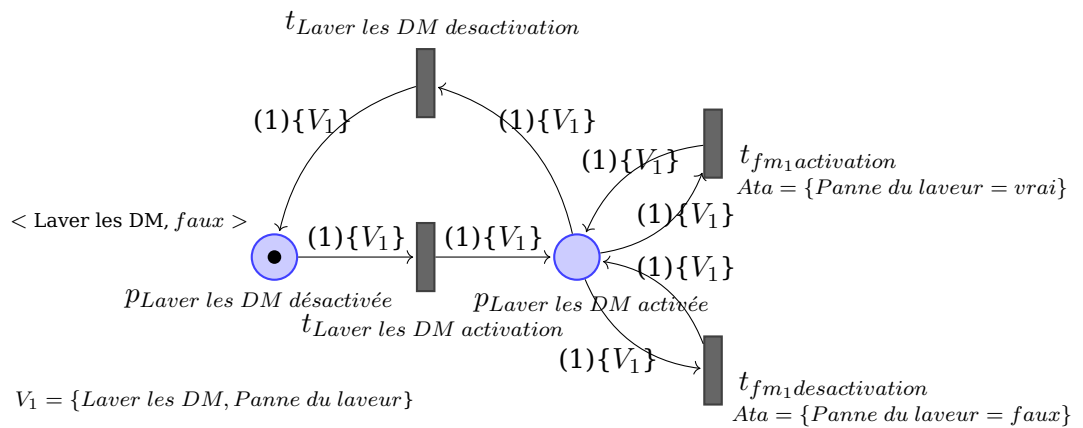 t_{Laver les DM desactivation}
(1){V_1}
(1){V_1}
(1){V_1}
t_{fm_1 activation}
Ata = {Panne du laveur = vrai}
(1){V_1}
< Laver les DM, faux >
(1){V_1}
(1){V_1}
(1){V_1}
p_{Laver les DM désactivée}
p_{Laver les DM activée}
t_{Laver les DM activation}
(1){V_1}
t_{fm_1 desactivation}
V_1 = {Laver les DM, Panne du laveur}
Ata = {Panne du laveur = faux}